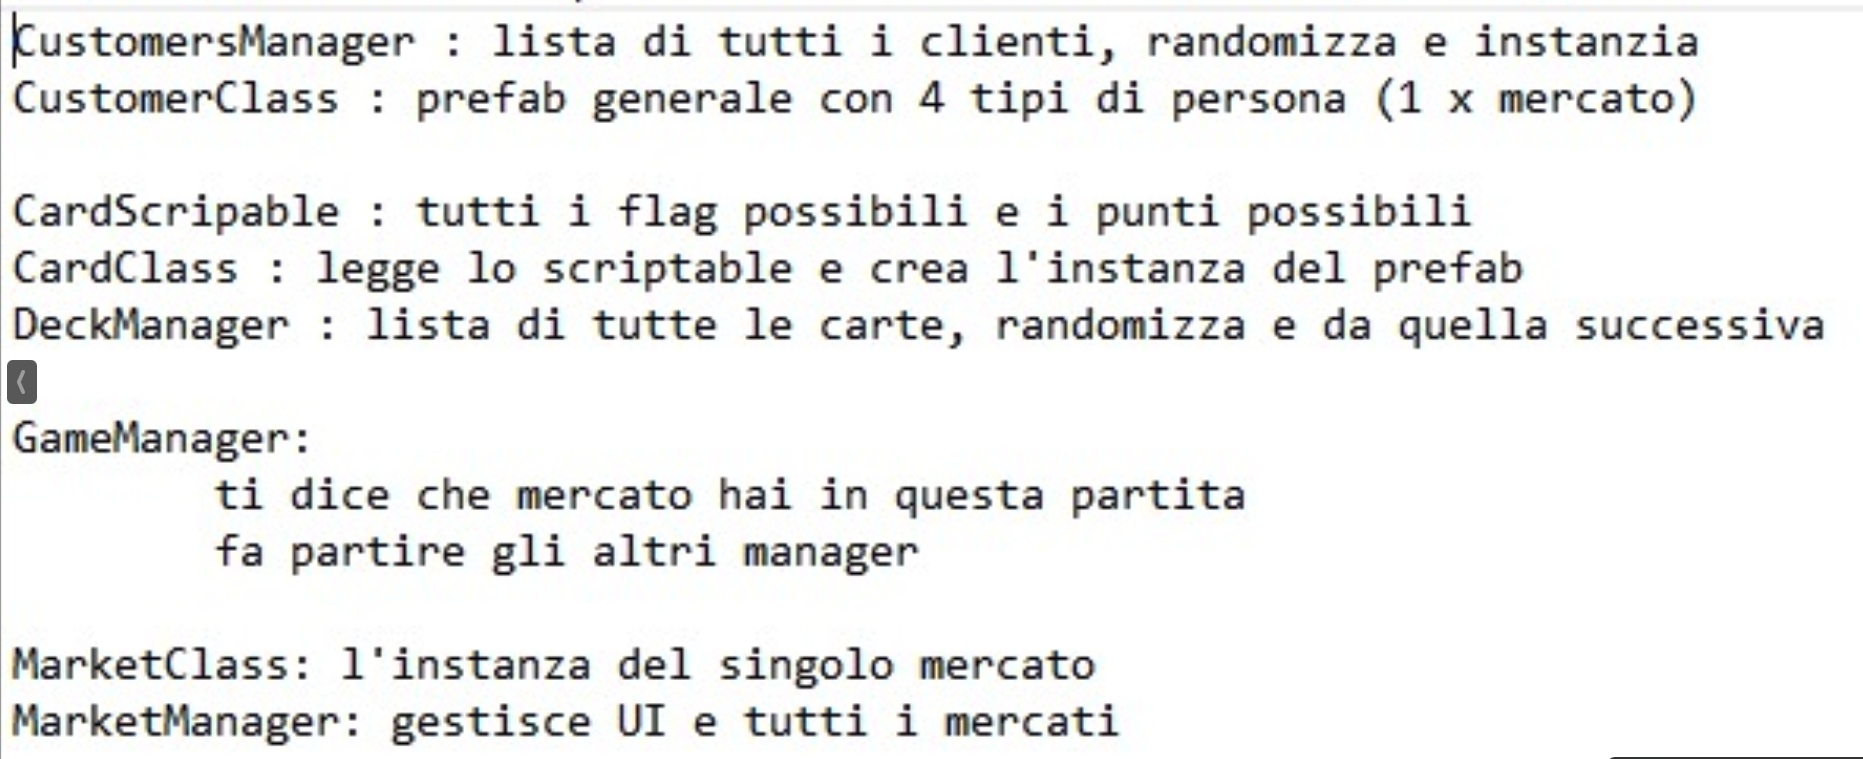 CustomersManager : lista di tutti i clienti, randomizza e instanzia
CustomerClass : prefab generale con 4 tipi di persona (1 x mercato)
CardScripable : tutti i flag possibili e i punti possibili
CardClass : legge lo scriptable e crea l'instanza del prefab
DeckManager : lista di tutte le carte, randomizza e da quella successiva
GameManager:
ti dice che mercato hai in questa partita
fa partire gli altri manager
MarketClass: l'instanza del singolo mercato
MarketManager: gestisce UI e tutti i mercati